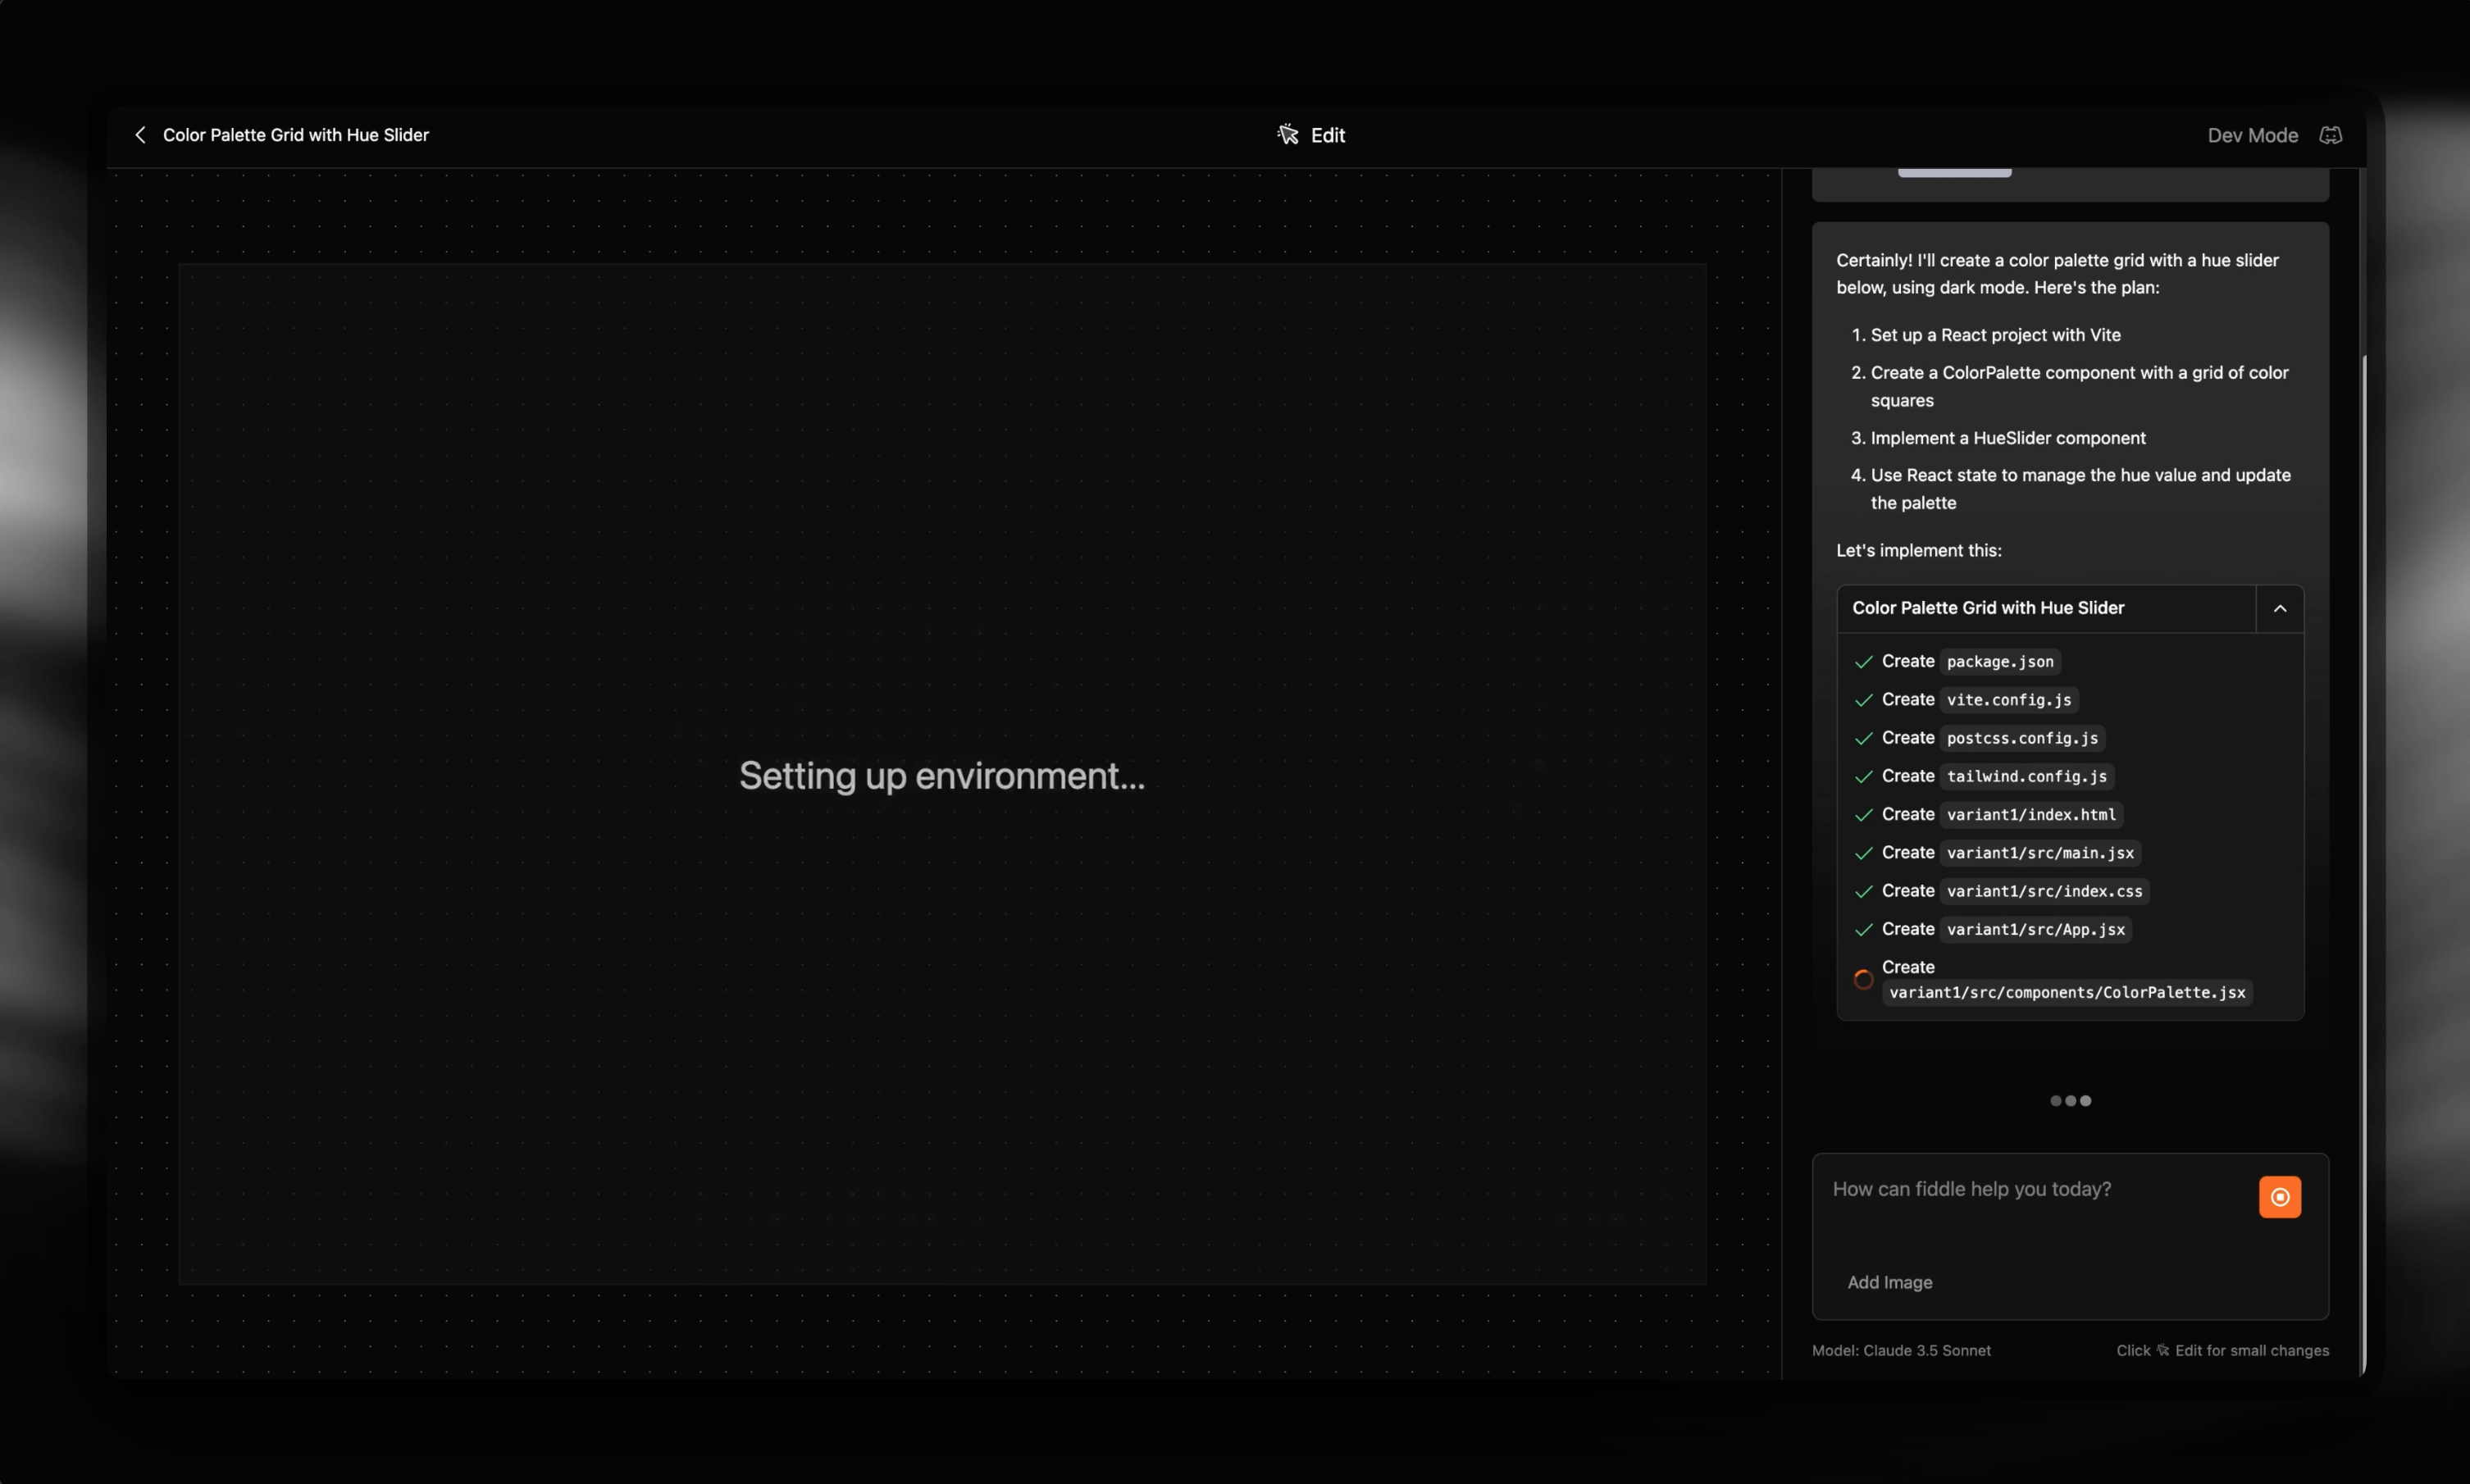 Color Palette Grid with Hue Slider
Edit
Dev Mode
Certainly! I'll create a color palette grid with a hue slider
below, using dark mode. Here's the plan:
1. Set up a React project with Vite
2. Create a ColorPalette component with a grid of color
squares
3. Implement a HueSlider component
4. Use React state to manage the hue value and update
the palette
Let's implement this:
Color Palette Grid with Hue Slider
Create package.json
Create vite.config.js
Create postcss.config.js
Create tailwind.config.js
Create variant1/index.html
Create variant1/src/main.jsx
Create variant1/src/index.css
Create variant1/src/App.jsx
Create
variant1/src/components/ColorPalette.jsx
Setting up environment...
How can fiddle help you today?
Add Image
Model: Claude 3.5 Sonnet
Click Edit for small changes